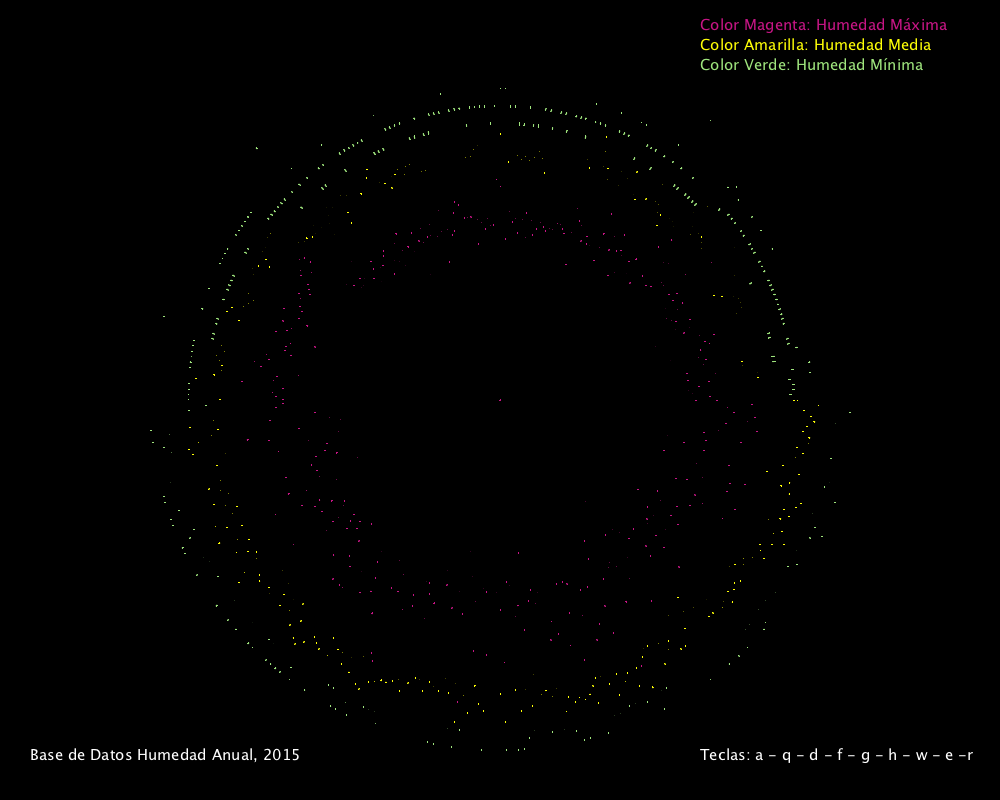 Color Magenta: Humedad Máxima
Color Amarilla: Humedad Media
Color Verde: Humedad Mínima
Base de Datos Humedad Anual, 2015
Teclas: a – q – d – f – g – h – w – e –r